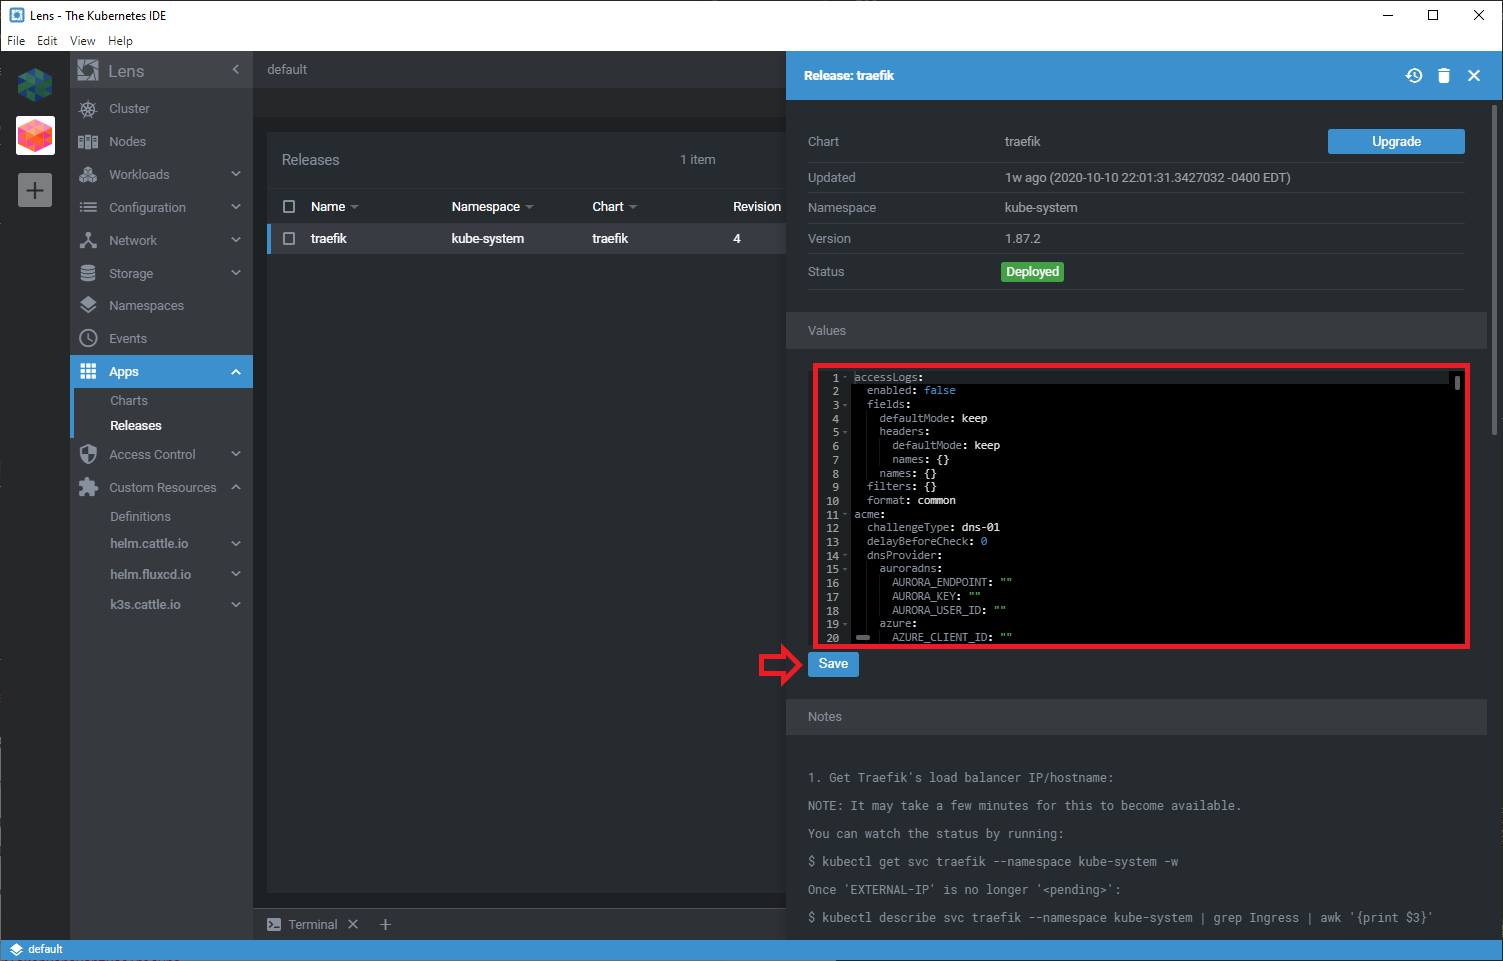 Lens - The Kubernetes IDE
File Edit View Help
Lens
Cluster
Nodes
Workloads
Configuration
Network
Storage
Namespaces
Events
Apps
Charts
Releases
Access Control
Custom Resources
Definitions
helm.cattle.io
helm.fluxcd.io
k3s.cattle.io
default
Releases 1 item
Name Namespace Chart Revision
traefik kube-system traefik 4
Release: traefik
Chart traefik Upgrade
Updated 1w ago (2020-10-10 22:01:31.3427032 -0400 EDT)
Namespace kube-system
Version 1.87.2
Status Deployed
Values
1 accessLogs:
2 enabled: false
3 fields:
4 defaultMode: keep
5 headers:
6 defaultMode: keep
7 names: {}
8 names: {}
9 filters: {}
10 format: common
11 acme:
12 challengeType: dns-01
13 delayBeforeCheck: 0
14 dnsProvider:
15 auroradns:
16 AURORA_ENDPOINT: ""
17 AURORA_KEY: ""
18 AURORA_USER_ID: ""
19 azure:
20 AZURE_CLIENT_ID: ""
Save
Notes
1. Get Traefik's load balancer IP/hostname:
NOTE: It may take a few minutes for this to become available.
You can watch the status by running:
$ kubectl get svc traefik --namespace kube-system -w
Once 'EXTERNAL-IP' is no longer '<pending>':
$ kubectl describe svc traefik --namespace kube-system | grep Ingress | awk '{print $3}'
Terminal
default